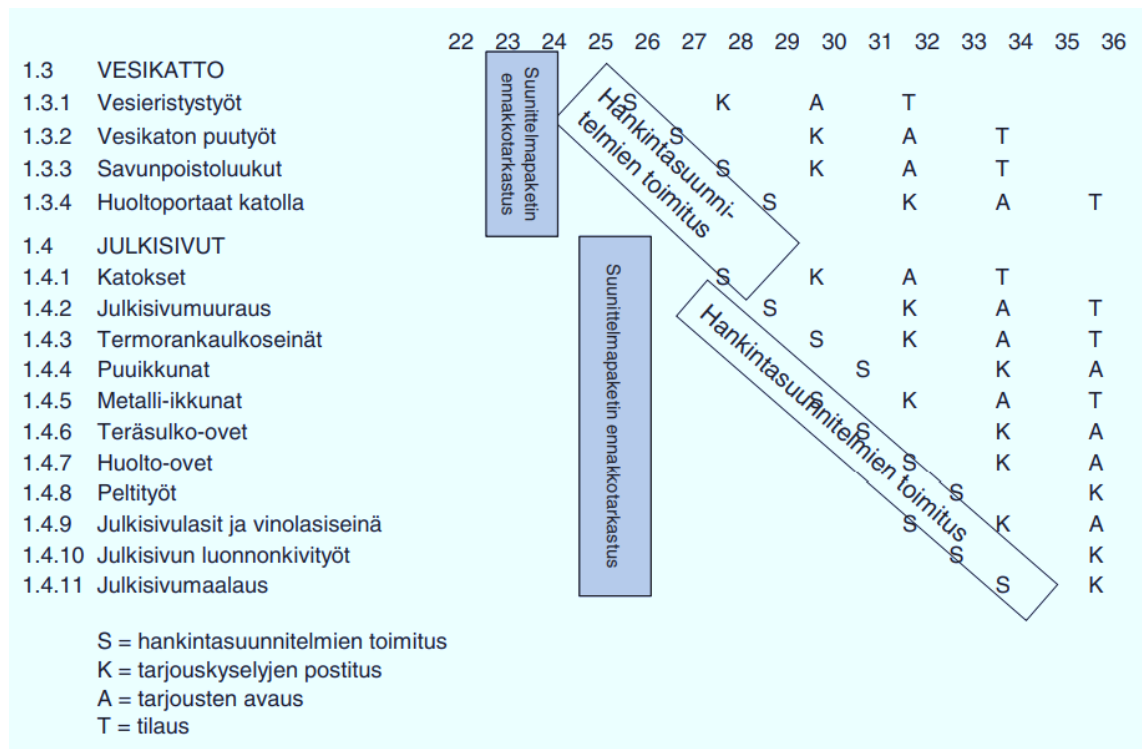 22 23 24 25 26 27 28 29 30 31 32 33 34 35 36
1.3 VESIKATTO
1.3.1 Vesieristystyöt S K A T
1.3.2 Vesikaton puutyöt S K A T
1.3.3 Savunpoistoluukut S K A T
1.3.4 Huoltoportaat katolla S K A T
Suunittelmapaketin
ennakkotarkastus
Hankintasuunni-
telmien toimitus
1.4 JULKISIVUT
1.4.1 Katokset S K A T
1.4.2 Julkisivumuuraus S K A T
1.4.3 Termorankaulkoseinät S K A T
1.4.4 Puuikkunat S K A
1.4.5 Metalli-ikkunat S K A T
1.4.6 Teräsulko-ovet S K A
1.4.7 Huolto-ovet S K A
1.4.8 Peltityöt S K
1.4.9 Julkisivulasit ja vinolasiseinä S K A
1.4.10 Julkisivun luonnonkivityöt S K
1.4.11 Julkisivumaalaus S K
Suunittelmapaketin ennakkotarkastus
Hankintasuunnitelmien toimitus
S = hankintasuunnitelmien toimitus
K = tarjouskyselyjen postitus
A = tarjousten avaus
T = tilaus